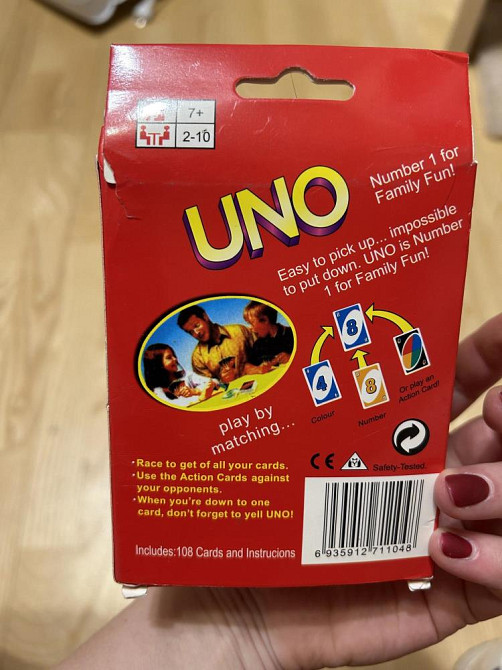 7+
2-10
UNO
Number 1 for
Family Fun!
Easy to pick up... impossible
to put down. UNO is Number
1 for Family Fun!
8
4
8
play by
matching...
Colour
Number
Or play an
Action Card!
•Race to get of all your cards.
•Use the Action Cards against
your opponents.
•When you're down to one
card, don't forget to yell UNO!
CE
Safety-Tested.
Includes:108 Cards and Instrucions
6 935912 711048